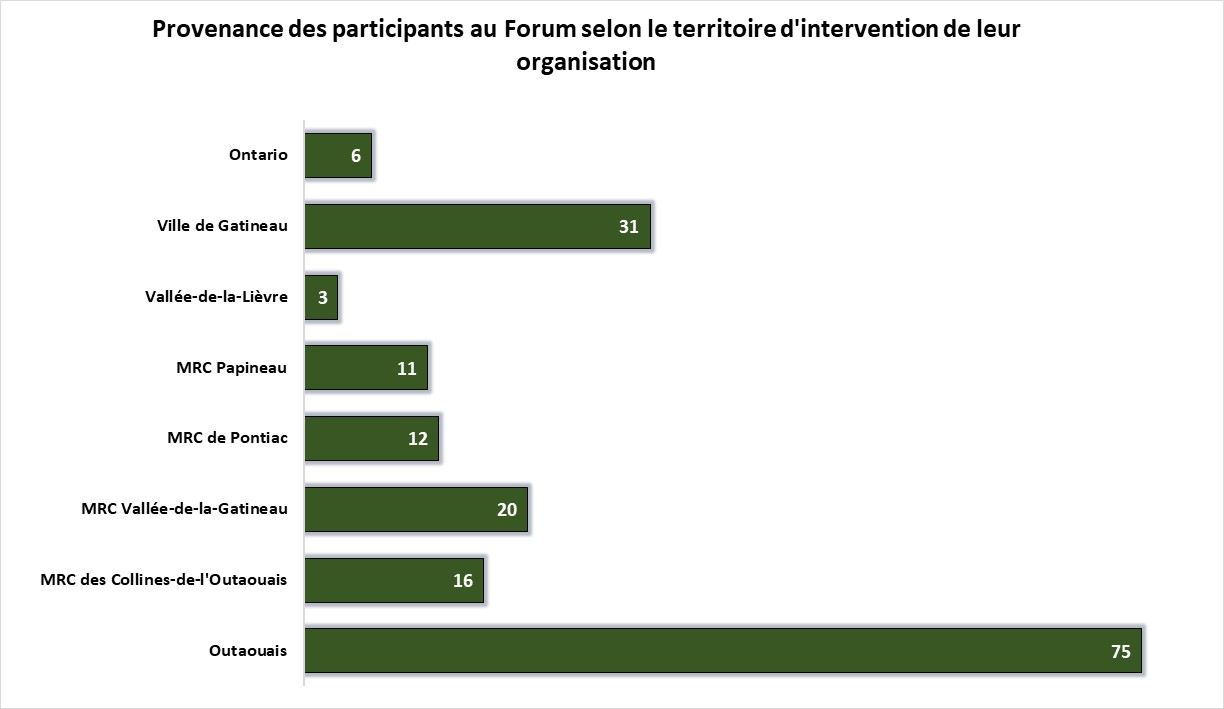 Provenance des participants au Forum selon le territoire d'intervention de leur
organisation
Ontario
6
Ville de Gatineau
31
Vallée-de-la-Lièvre
3
MRC Papineau
11
MRC de Pontiac
12
MRC Vallée-de-la-Gatineau
20
MRC des Collines-de-l'Outaouais
16
Outaouais
75